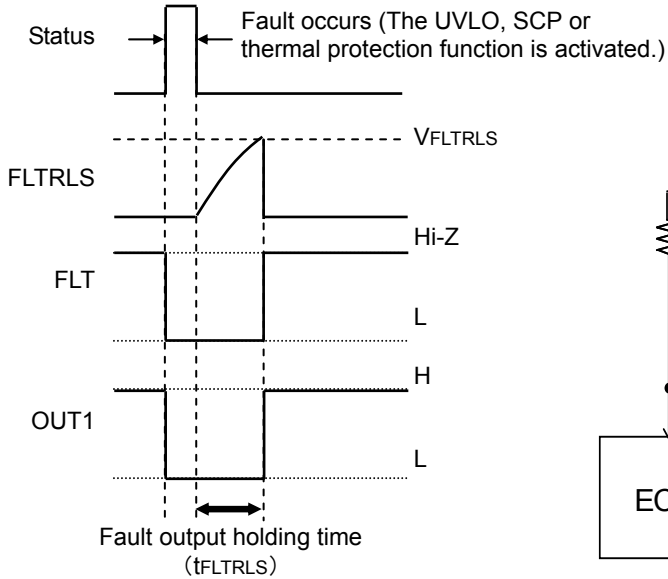 Status
Fault occurs (The UVLO, SCP or
thermal protection function is activated.)
VFLTRLS
FLTRLS
Hi-Z
FLT
L
H
OUT1
L
Fault output holding time
(tFLTRLS)